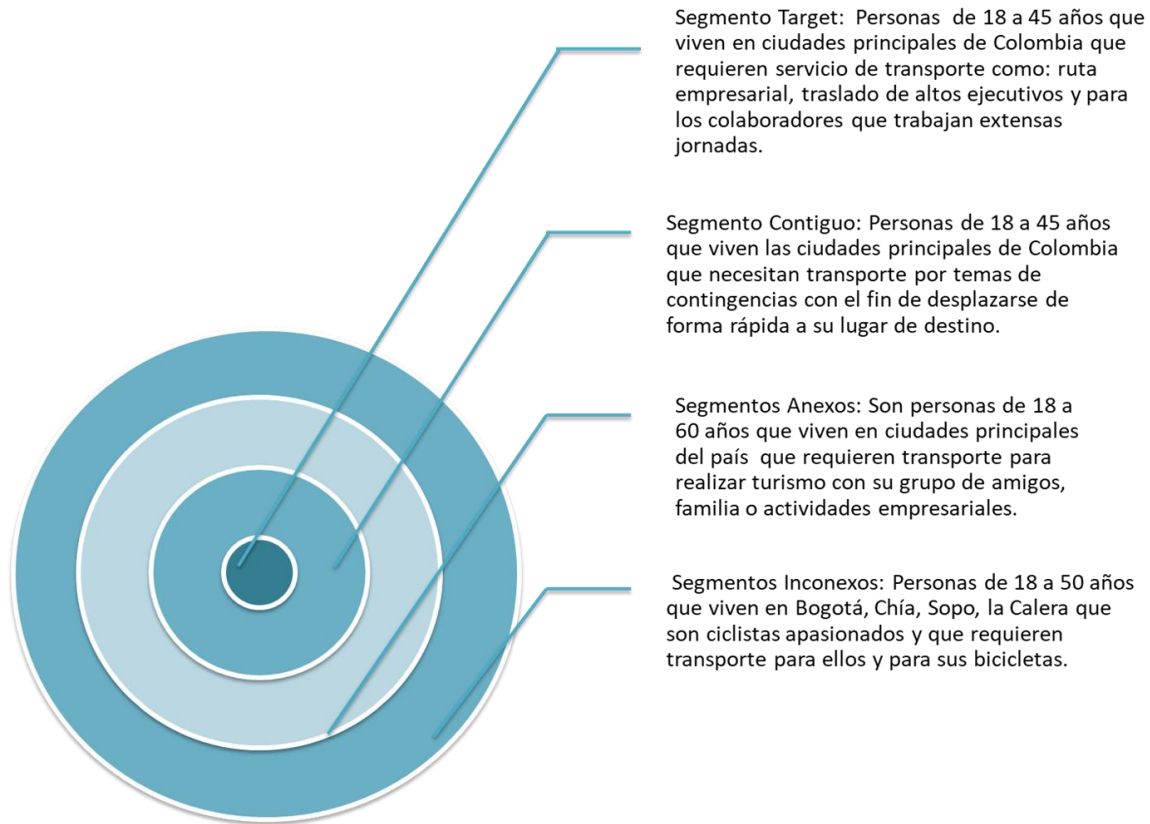 Segmento Target: Personas de 18 a 45 años que
viven en ciudades principales de Colombia que
requieren servicio de transporte como: ruta
empresarial, traslado de altos ejecutivos y para
los colaboradores que trabajan extensas
jornadas.
Segmento Contiguo: Personas de 18 a 45 años
que viven las ciudades principales de Colombia
que necesitan transporte por temas de
contingencias con el fin de desplazarse de
forma rápida a su lugar de destino.
Segmentos Anexos: Son personas de 18 a
60 años que viven en ciudades principales
del país que requieren transporte para
realizar turismo con su grupo de amigos,
familia o actividades empresariales.
Segmentos Inconexos: Personas de 18 a 50 años
que viven en Bogotá, Chía, Sopo, la Calera que
son ciclistas apasionados y que requieren
transporte para ellos y para sus bicicletas.